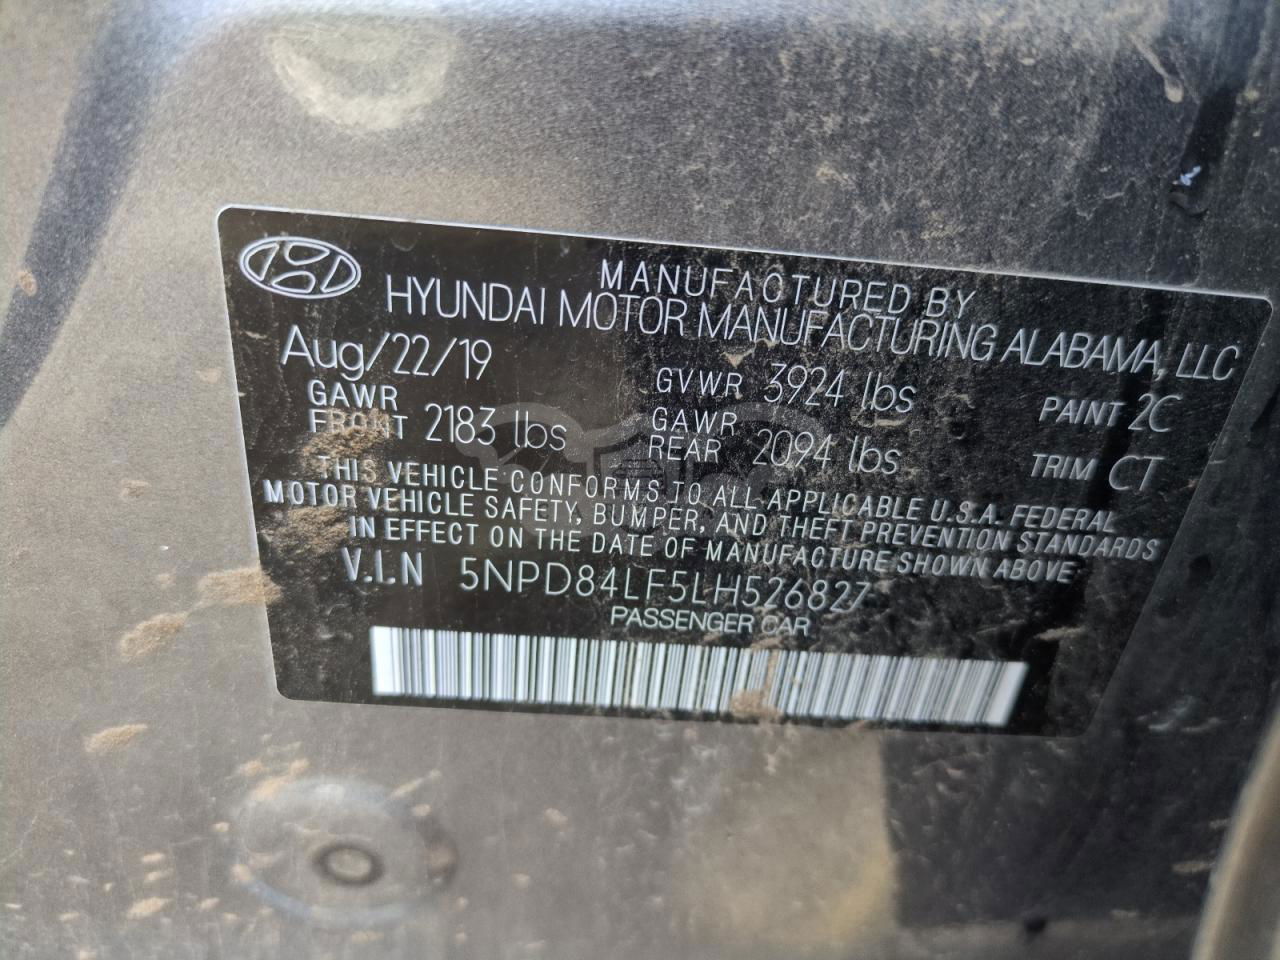 MANUFACTURED BY
HYUNDAI MOTOR MANUFACTURING ALABAMA, LLC
Aug/22/19
GVWR 3924 lbs
PAINT 2C
GAWR FRONT 2183 lbs
GAWR REAR 2094 lbs
TRIM CT
THIS VEHICLE CONFORMS TO ALL APPLICABLE U.S.A. FEDERAL
MOTOR VEHICLE SAFETY, BUMPER, AND THEFT PREVENTION STANDARDS
IN EFFECT ON THE DATE OF MANUFACTURE SHOWN ABOVE
V.I.N 5NPD84LF5LH526827
PASSENGER CAR